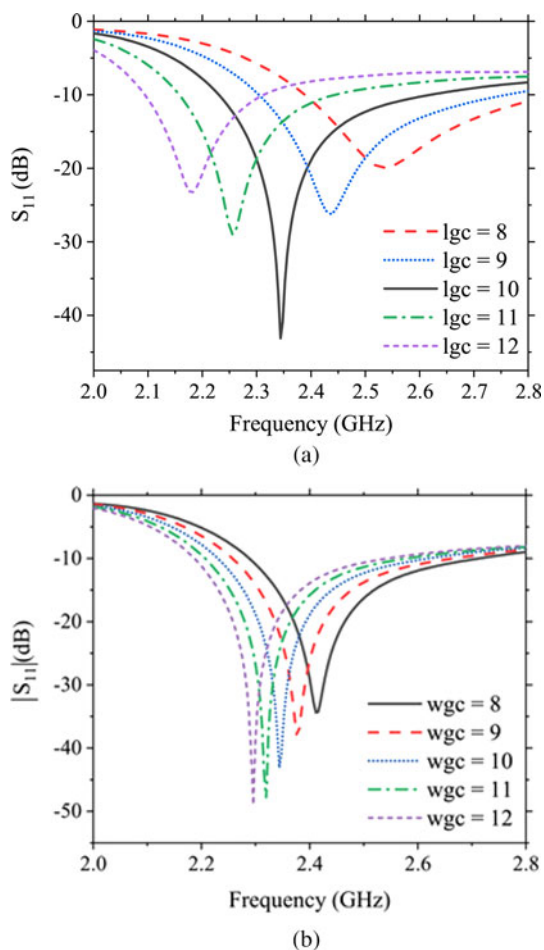 0
-10
-20
-30
-40
S11 (dB)
lgc = 8
lgc = 9
lgc = 10
lgc = 11
lgc = 12
2.0 2.1 2.2 2.3 2.4 2.5 2.6 2.7 2.8
Frequency (GHz)
(a)
0
-10
-20
-30
-40
-50
|S11|(dB)
wgc = 8
wgc = 9
wgc = 10
wgc = 11
wgc = 12
2.0 2.2 2.4 2.6 2.8
Frequency (GHz)
(b)